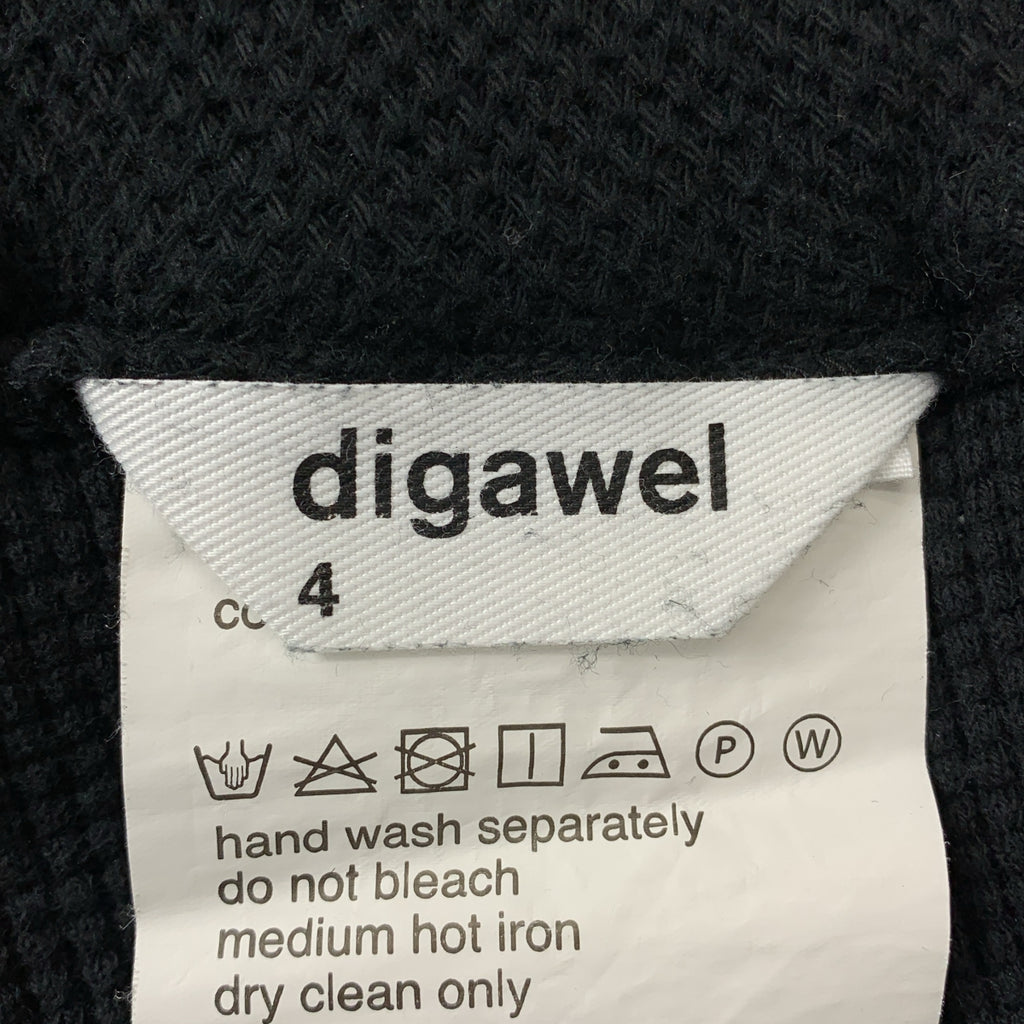 digawel
4
P W
hand wash separately
do not bleach
medium hot iron
dry clean only